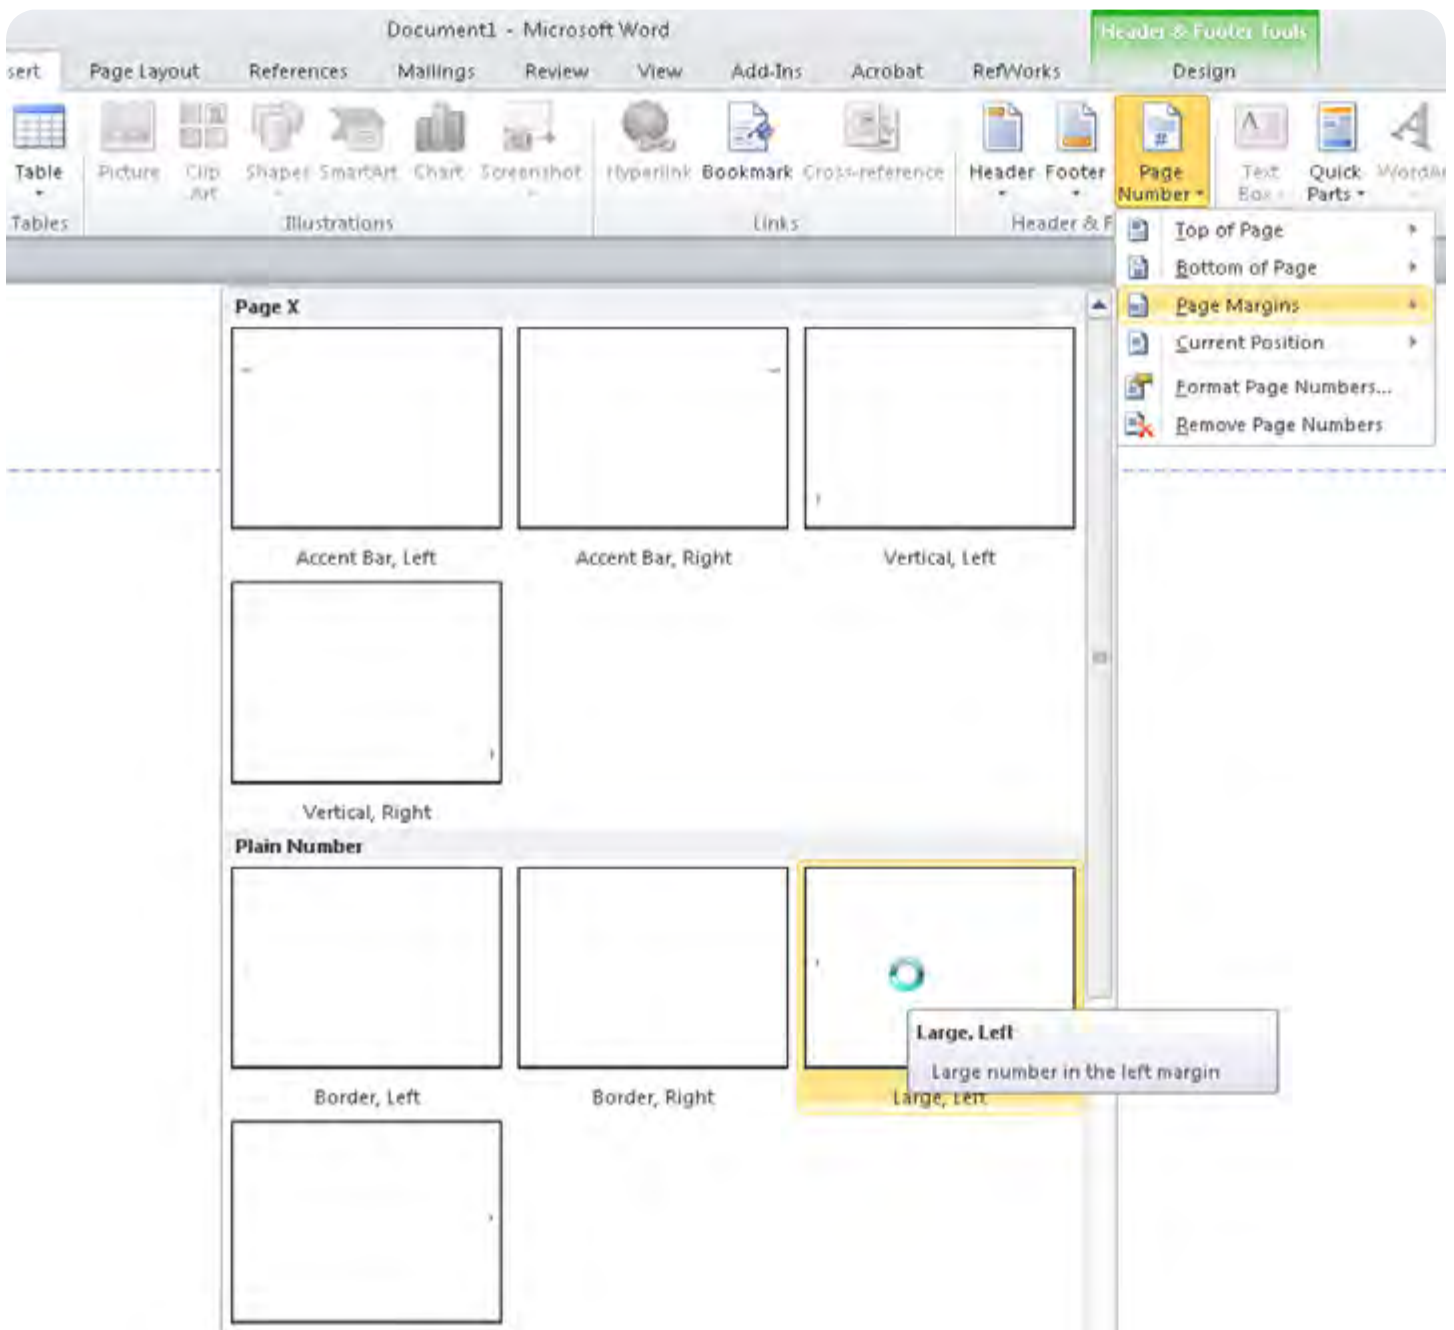 Document1 - Microsoft Word
Header & Footer Tools
sert Page Layout References Mailings Review View Add-Ins Acrobat RefWorks Design
Table Picture Clip Art Shapes SmartArt Chart Screenshot Hyperlink Bookmark Cross-reference Header Footer Page Number Text Box Quick Parts WordAr
Tables Illustrations Links Header & F
Top of Page
Bottom of Page
Page Margins
Current Position
Format Page Numbers...
Remove Page Numbers
Page X
Accent Bar, Left Accent Bar, Right Vertical, Left
Vertical, Right
Plain Number
Large, Left
Large number in the left margin
Border, Left Border, Right Large, Left